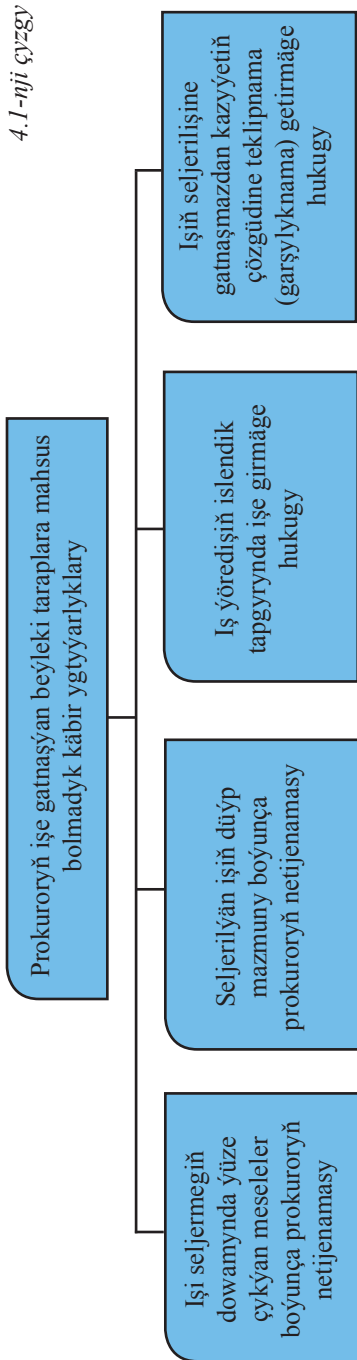 4.1-nji çyzgy
Prokuroryň işe gatnaşýan beýleki taraplara mahsus
bolmadyk käbir ygtyýarlyklary
Işi seljermegiň
dowamynda ýüze
çykýan meseleler
boýunça prokuroryň
netijenamasy
Seljerilýän işiň düýp
mazmuny boýunça
prokuroryň netijenamasy
Iş ýöredişiň islendik
tapgyrynda işe girmäge
hukugy
Işiň seljerilişine
gatnaşmazdan kazyýetiň
çözgüdine teklipnama
(garşylyknama) getirmäge
hukugy